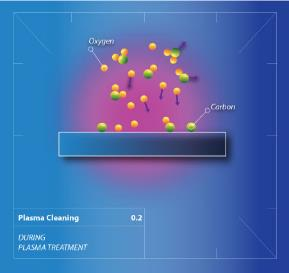 Oxygen
Carbon
Plasma Cleaning 0.2
DURING
PLASMA TREATMENT